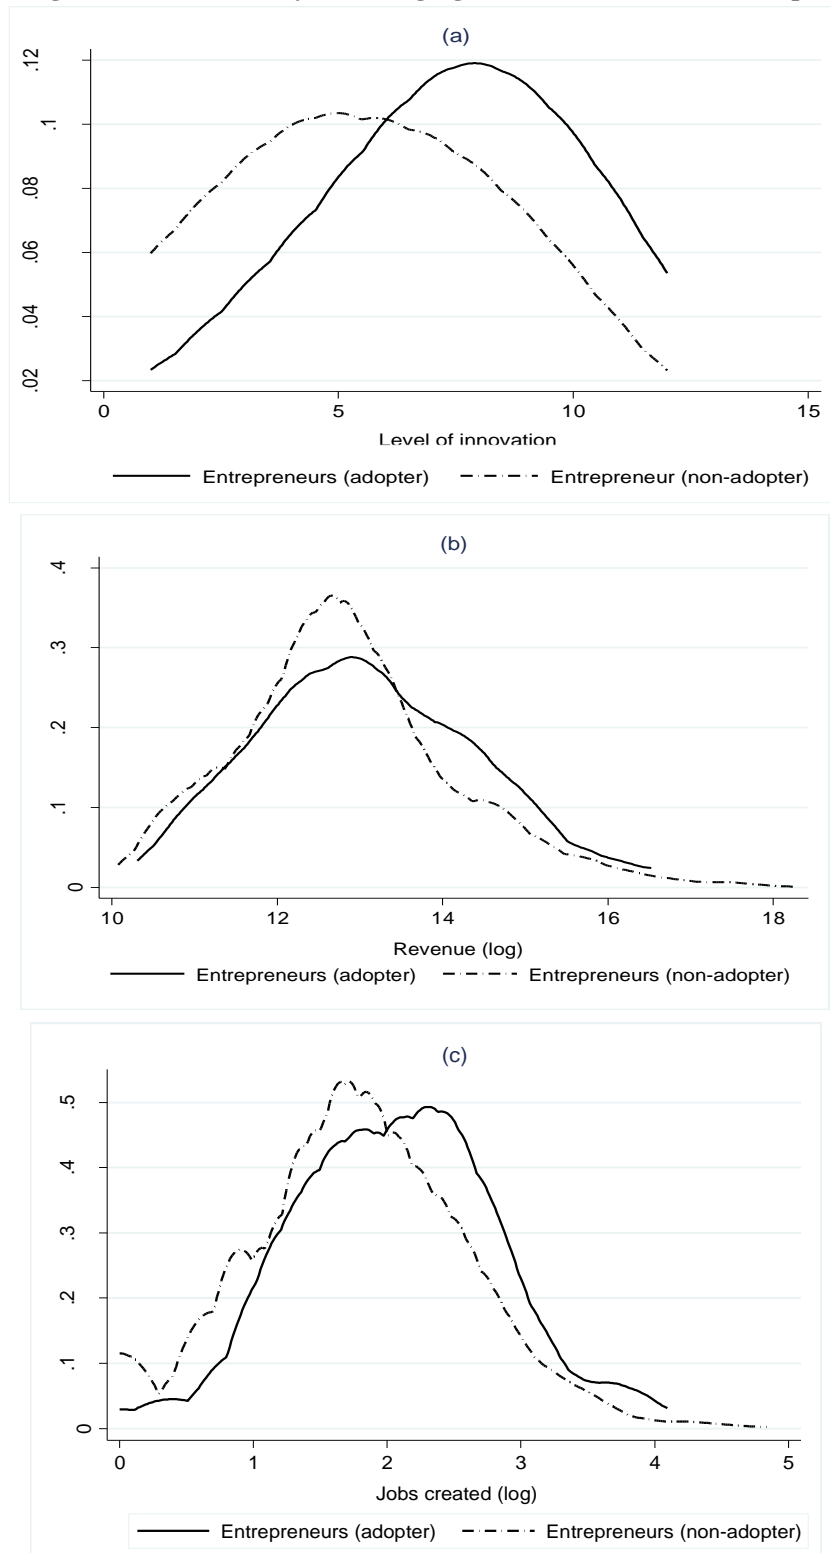 (a)
.12
.1
.08
.06
.04
.02
0 5 10 15
Level of innovation
Entrepreneurs (adopter) Entrepreneur (non-adopter)
(b)
.4
.3
.2
.1
0
10 12 14 16 18
Revenue (log)
Entrepreneurs (adopter) Entrepreneurs (non-adopter)
(c)
.5
.4
.3
.2
.1
0
0 1 2 3 4 5
Jobs created (log)
Entrepreneurs (adopter) Entrepreneurs (non-adopter)